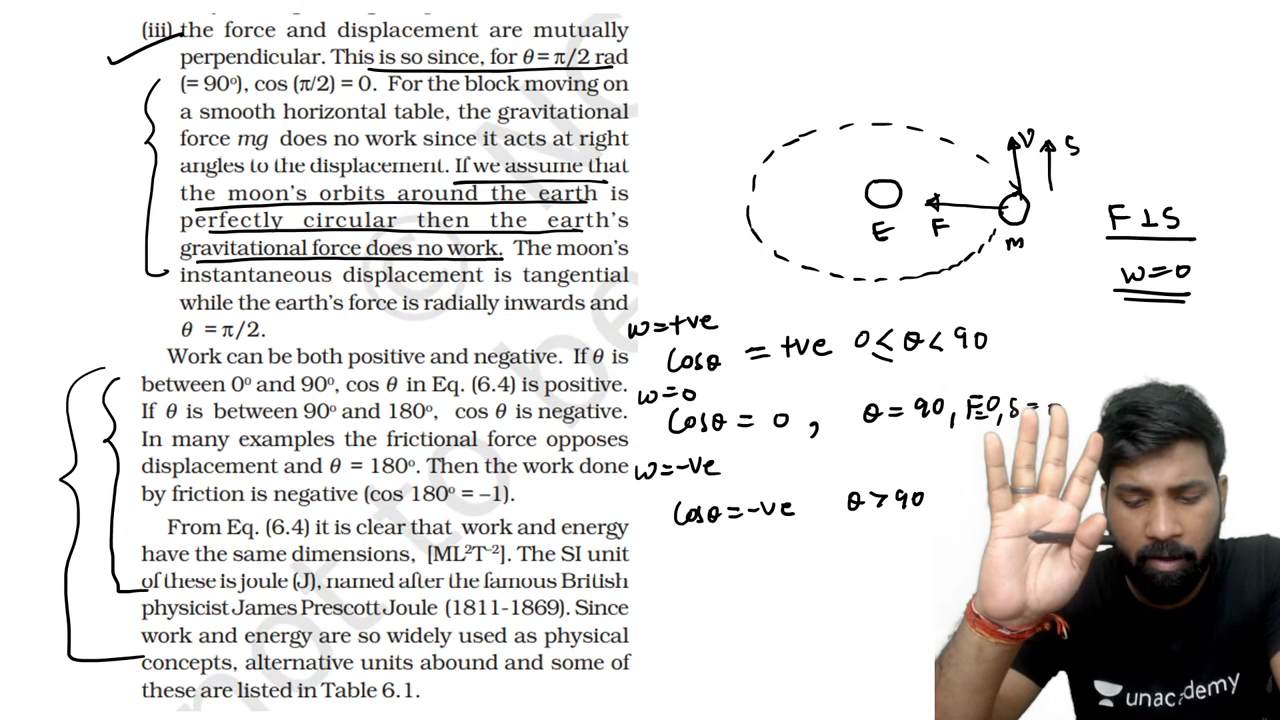 (iii) the force and displacement are mutually
perpendicular. This is so since, for θ = π/2 rad
(= 90°), cos (π/2) = 0. For the block moving on
a smooth horizontal table, the gravitational
force mg does no work since it acts at right
angles to the displacement. If we assume that
the moon's orbits around the earth is
perfectly circular then the earth's
gravitational force does no work. The moon's
instantaneous displacement is tangential
while the earth's force is radially inwards and
θ = π/2.
Work can be both positive and negative. If θ is
between 0° and 90°, cos θ in Eq. (6.4) is positive.
If θ is between 90° and 180°, cos θ is negative.
In many examples the frictional force opposes
displacement and θ = 180°. Then the work done
by friction is negative (cos 180° = –1).
From Eq. (6.4) it is clear that work and energy
have the same dimensions, [ML²T⁻²]. The SI unit
of these is joule (J), named after the famous British
physicist James Prescott Joule (1811-1869). Since
work and energy are so widely used as physical
concepts, alternative units abound and some of
these are listed in Table 6.1.
V S
E F M
F⊥S
W=0
W=+ve
Cosθ = +ve 0≤θ<90
W=0
Cosθ = 0, θ = 90, F=0, S=
W=-ve
Cosθ=-ve θ>90
unacademy